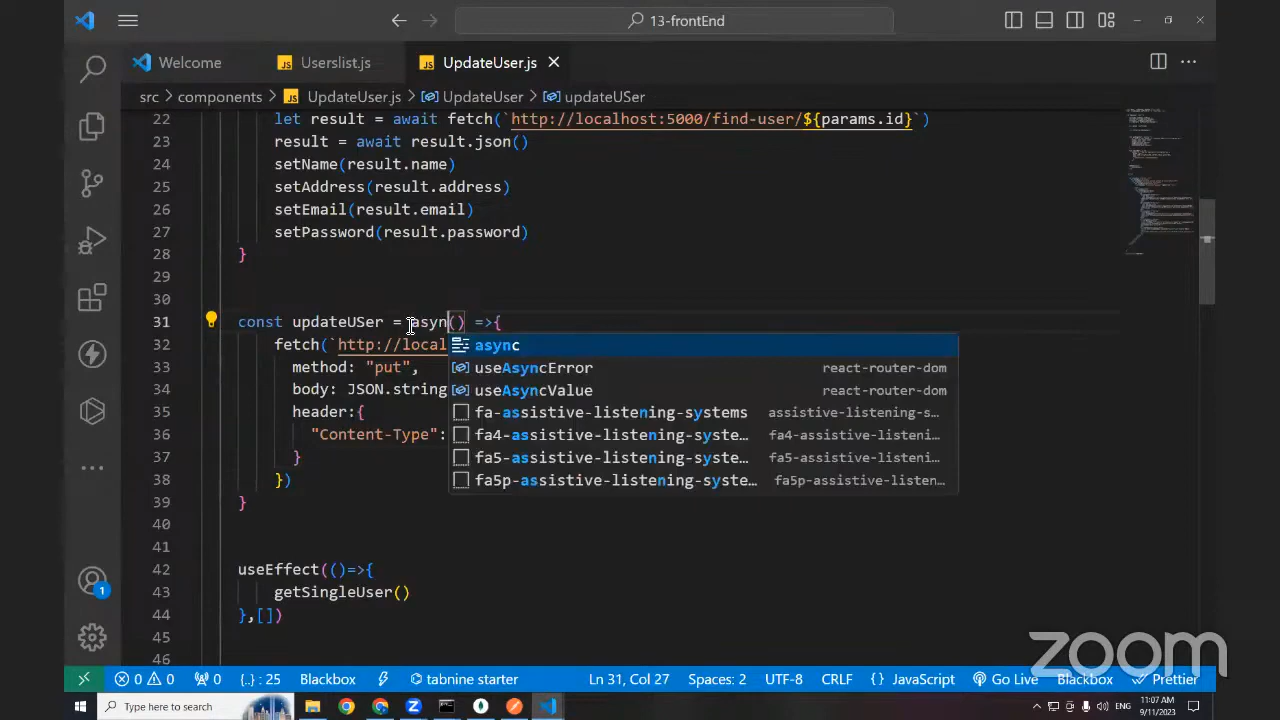 13-frontEnd
Welcome
Userslist.js
UpdateUser.js
src > components > UpdateUser.js > UpdateUser > updateUSer
22 let result = await fetch(`http://localhost:5000/find-user/${params.id}`)
23 result = await result.json()
24 setName(result.name)
25 setAddress(result.address)
26 setEmail(result.email)
27 setPassword(result.password)
28 }
29
30
31 const updateUSer = asyn() =>{
32 fetch(`http://local
33 method: "put",
34 body: JSON.string
35 header:{
36 "Content-Type":
37 }
38 })
39 }
40
41
42 useEffect(()=>{
43 getSingleUser()
44 },[])
45
46
async
useAsyncError react-router-dom
useAsyncValue react-router-dom
fa-assistive-listening-systems assistive-listening-s…
fa4-assistive-listening-syste… fa4-assistive-listeni…
fa5-assistive-listening-syste… fa5-assistive-listeni…
fa5p-assistive-listening-syste… fa5p-assistive-listen…
1
zoom
0 0 0 {..} : 25 Blackbox tabnine starter Ln 31, Col 27 Spaces: 2 UTF-8 CRLF { } JavaScript Go Live Blackbox Prettier
Type here to search
ENG
11:07 AM
9/11/2023